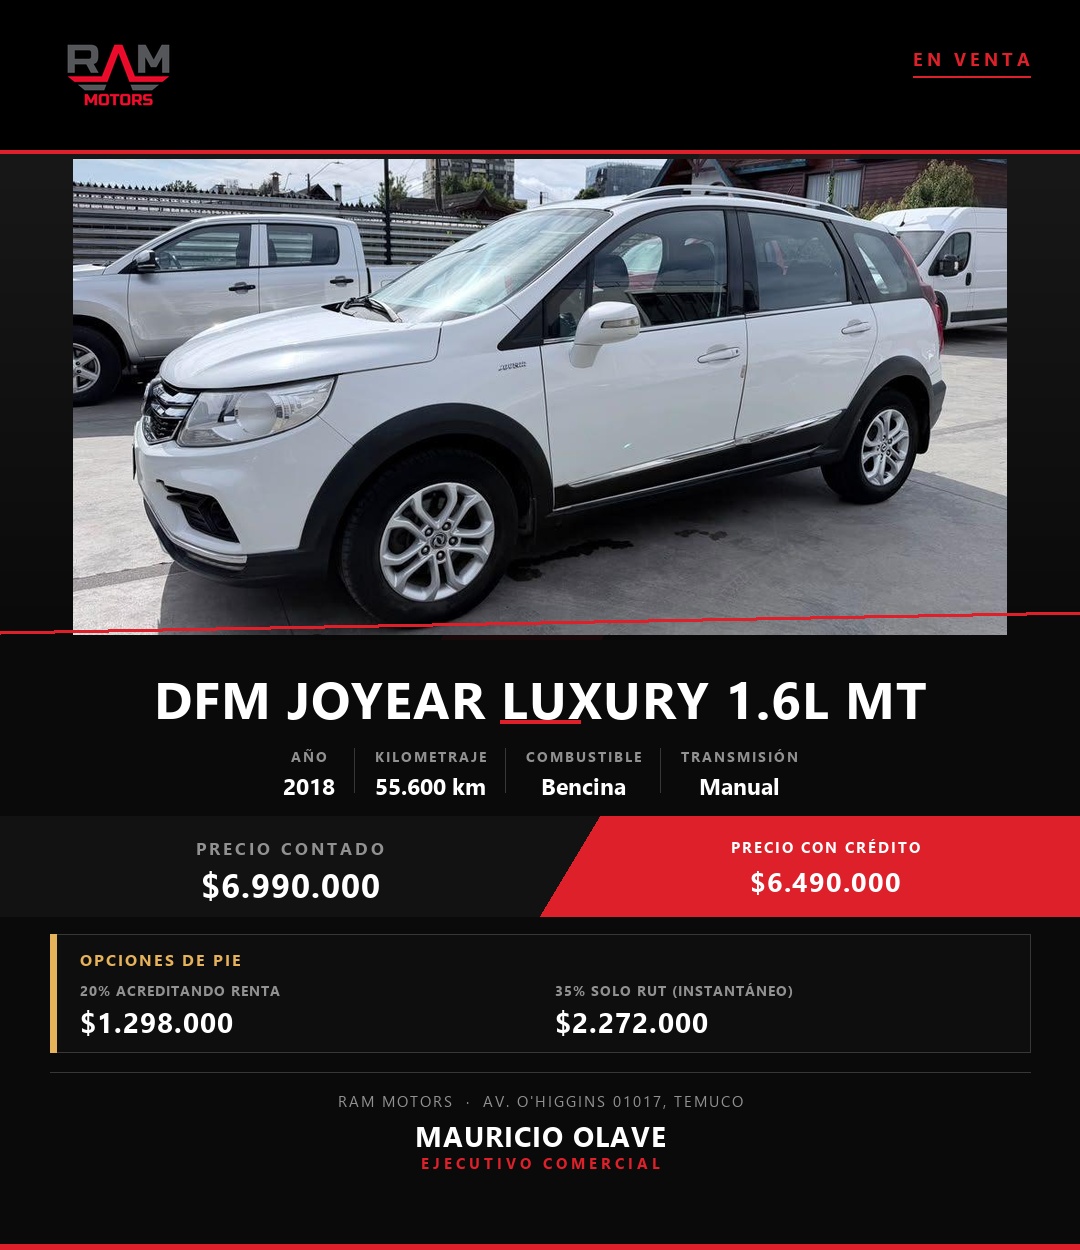 RAM
MOTORS
EN VENTA
JOYEAR
DFM JOYEAR LUXURY 1.6L MT
AÑO
2018
KILOMETRAJE
55.600 km
COMBUSTIBLE
Bencina
TRANSMISIÓN
Manual
PRECIO CONTADO
$6.990.000
PRECIO CON CRÉDITO
$6.490.000
OPCIONES DE PIE
20% ACREDITANDO RENTA
$1.298.000
35% SOLO RUT (INSTANTÁNEO)
$2.272.000
RAM MOTORS · AV. O'HIGGINS 01017, TEMUCO
MAURICIO OLAVE
EJECUTIVO COMERCIAL